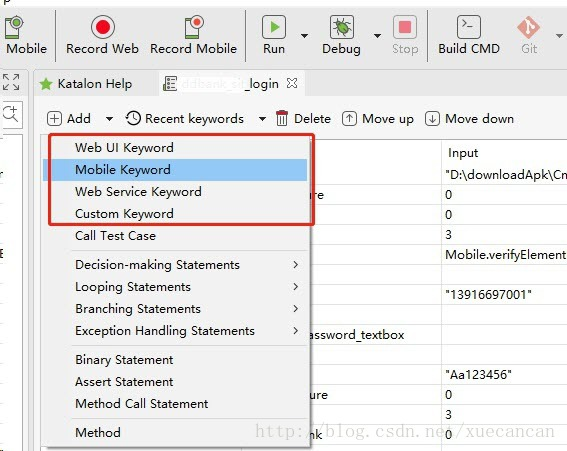 Mobile Record Web Record Mobile Run Debug Stop Build CMD Git
Katalon Help _login
Add Recent keywords Delete Move up Move down
Web UI Keyword Input
Mobile Keyword "D:\downloadApk\Cm
Web Service Keyword re 0
Custom Keyword 0
Call Test Case 3
Mobile.verifyElement
Decision-making Statements
Looping Statements "13916697001"
Branching Statements
Exception Handling Statements assword_textbox
Binary Statement
Assert Statement "Aa123456"
Method Call Statement ure 0
3
Method nk 0
http://blog.csdn.net/xuecancan